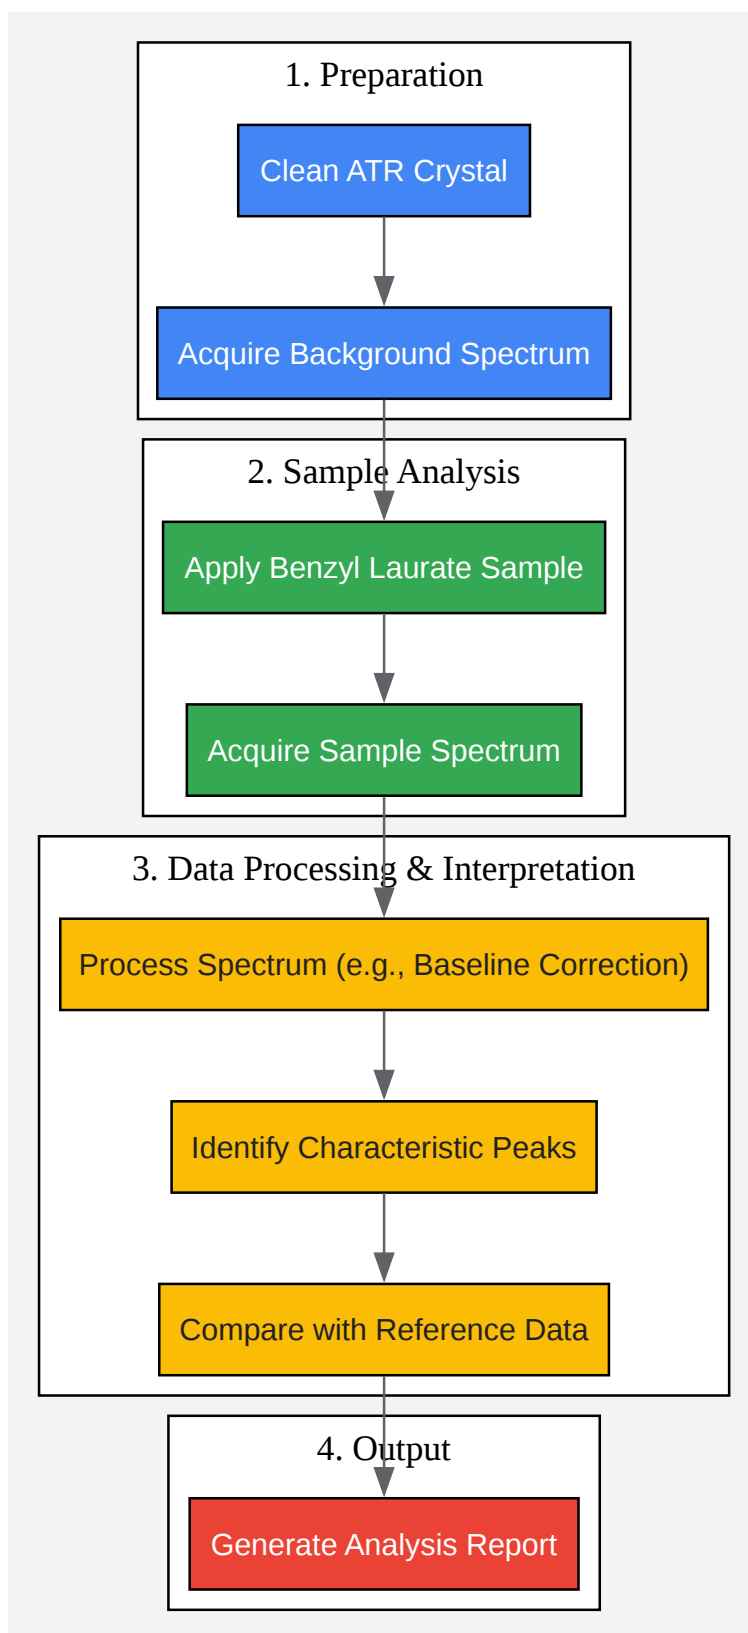 1. Preparation
Clean ATR Crystal
Acquire Background Spectrum
2. Sample Analysis
Apply Benzyl Laurate Sample
Acquire Sample Spectrum
3. Data Processing & Interpretation
Process Spectrum (e.g., Baseline Correction)
Identify Characteristic Peaks
Compare with Reference Data
4. Output
Generate Analysis Report